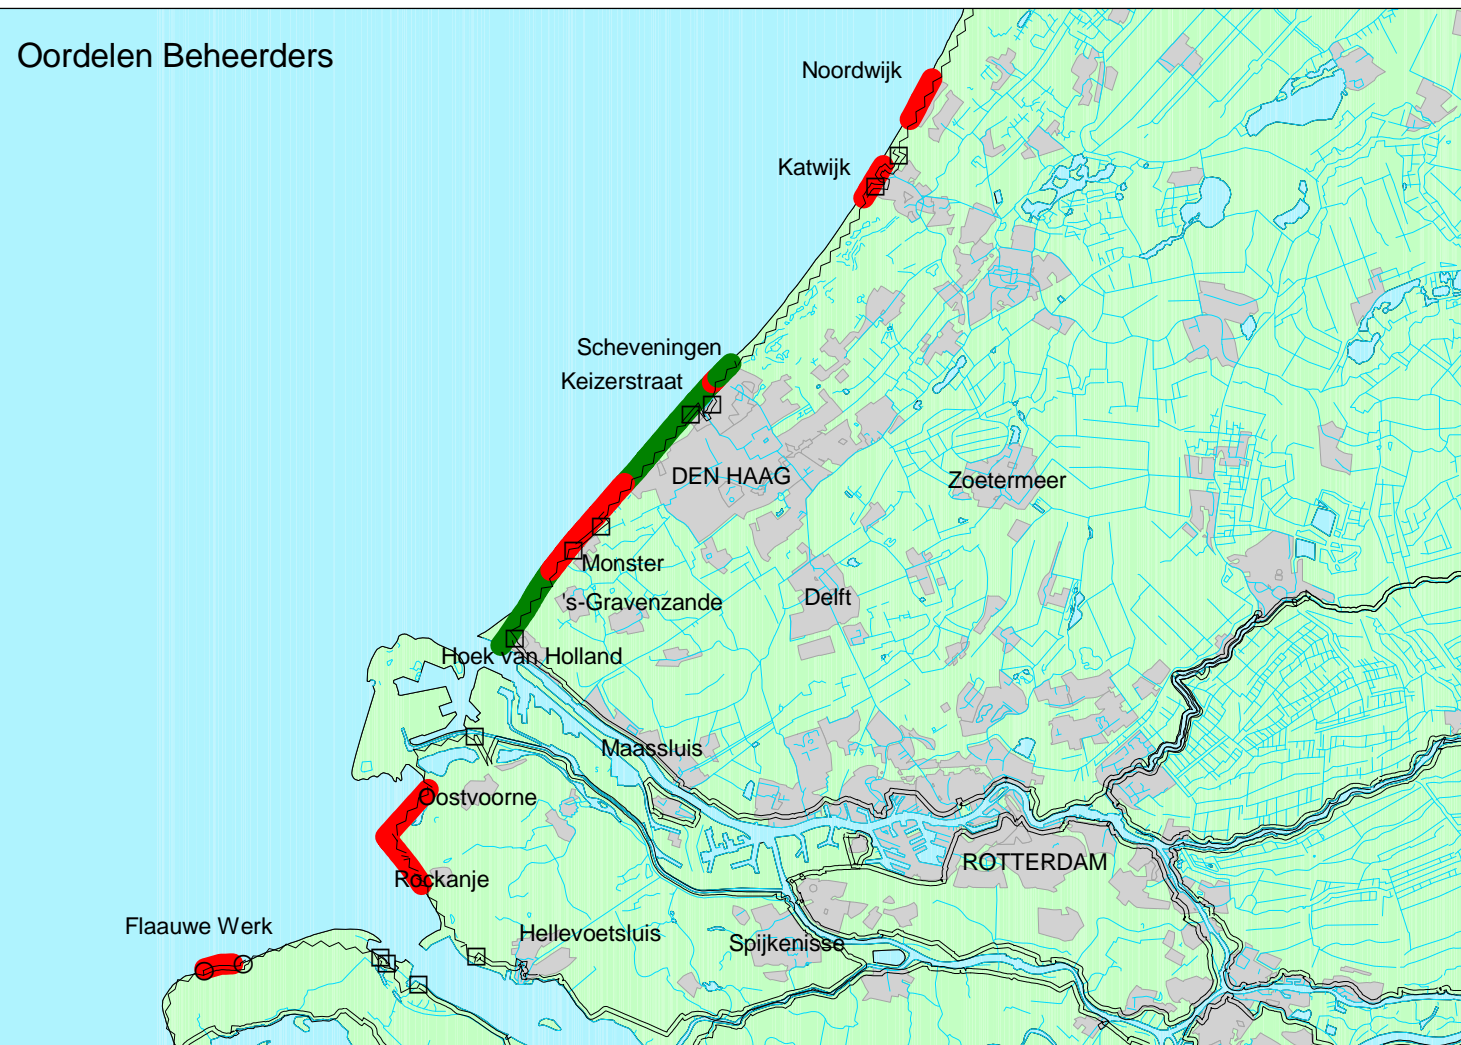 Oordelen Beheerders
Noordwijk
Katwijk
Scheveningen
Keizerstraat
DEN HAAG
Zoetermeer
Monster
's-Gravenzande
Delft
Hoek van Holland
Maassluis
Oostvoorne
ROTTERDAM
Rockanje
Flaauwe Werk
Hellevoetsluis
Spijkenisse